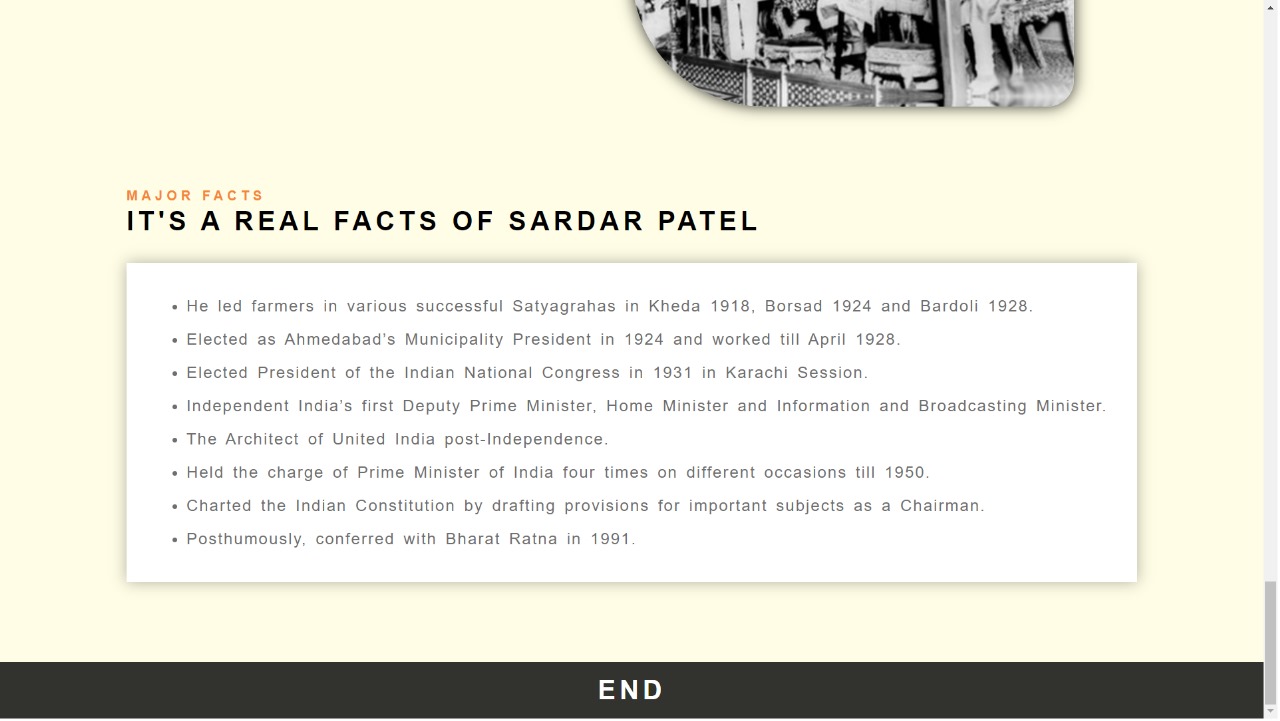 MAJOR FACTS
IT'S A REAL FACTS OF SARDAR PATEL
• He led farmers in various successful Satyagrahas in Kheda 1918, Borsad 1924 and Bardoli 1928.
• Elected as Ahmedabad’s Municipality President in 1924 and worked till April 1928.
• Elected President of the Indian National Congress in 1931 in Karachi Session.
• Independent India’s first Deputy Prime Minister, Home Minister and Information and Broadcasting Minister.
• The Architect of United India post-Independence.
• Held the charge of Prime Minister of India four times on different occasions till 1950.
• Charted the Indian Constitution by drafting provisions for important subjects as a Chairman.
• Posthumously, conferred with Bharat Ratna in 1991.
END